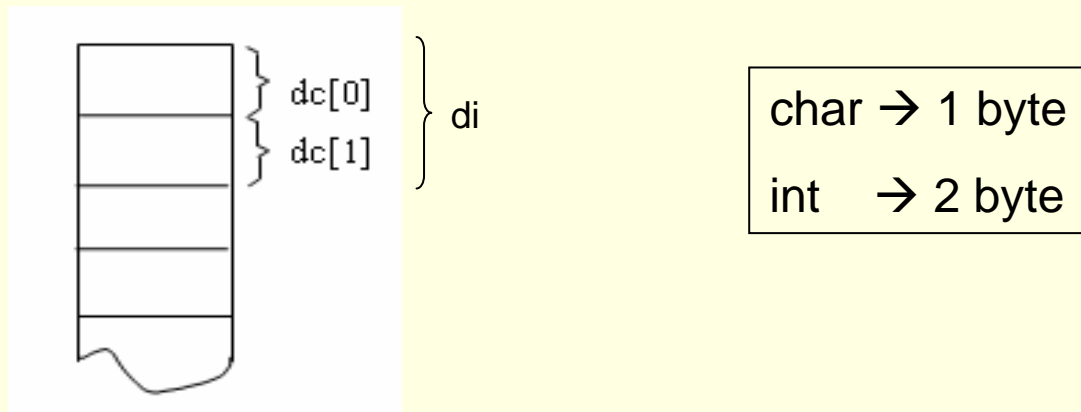 dc[0]
dc[1]
di
char → 1 byte
int → 2 byte